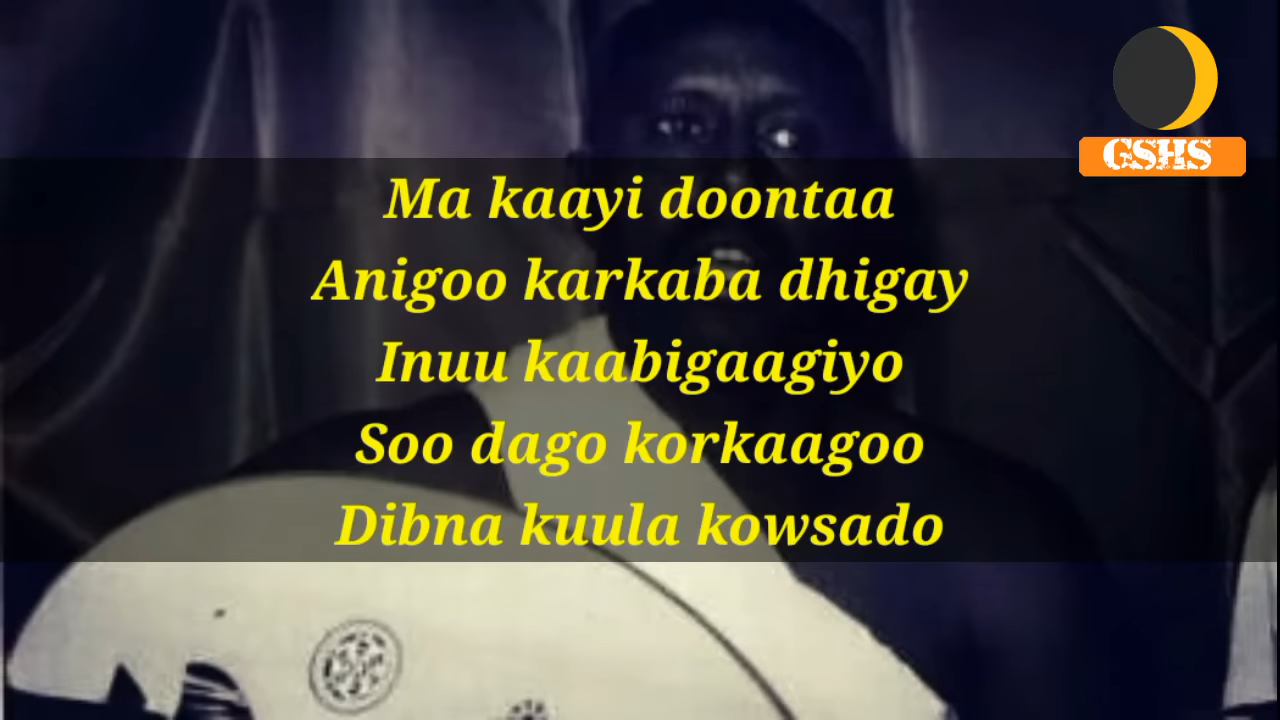 GSHS
Ma kaayi doontaa
Anigoo karkaba dhigay
Inuu kaabigaagiyo
Soo dago korkaagoo
Dibna kuula kowsado